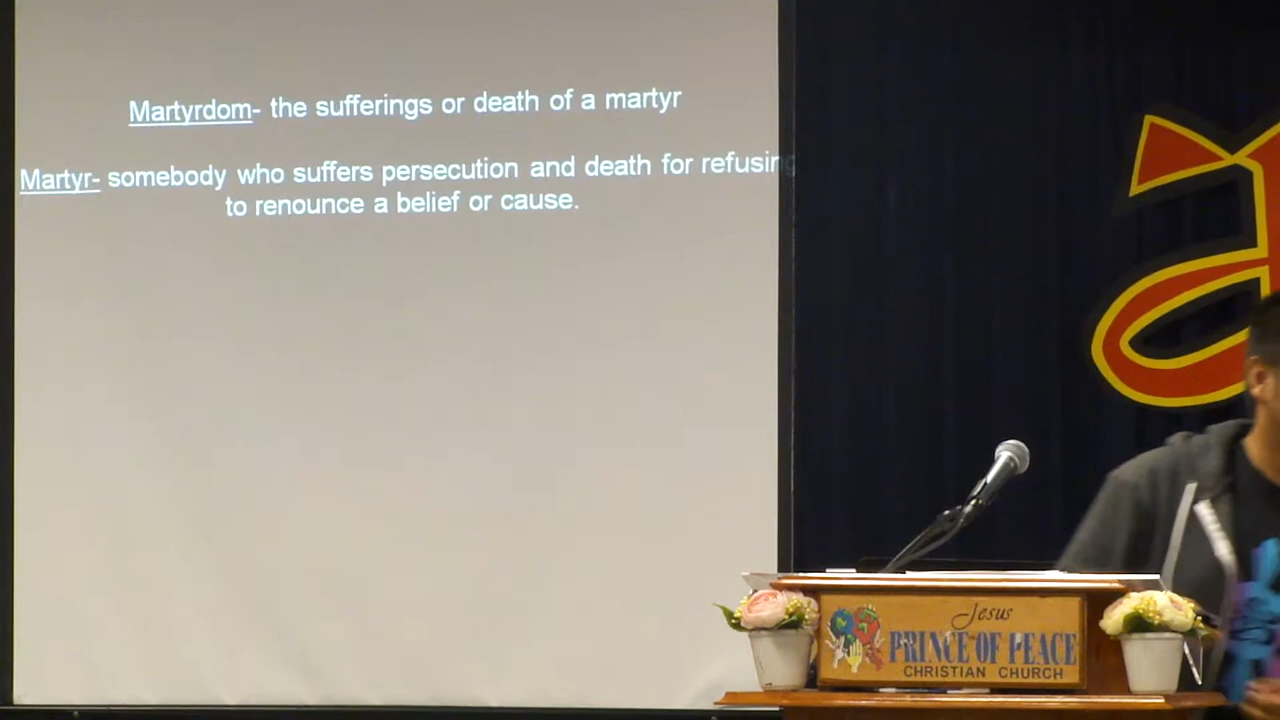 Martyrdom- the sufferings or death of a martyr
Martyr- somebody who suffers persecution and death for refusing
to renounce a belief or cause.
Jesus
PRINCE OF PEACE
CHRISTIAN CHURCH